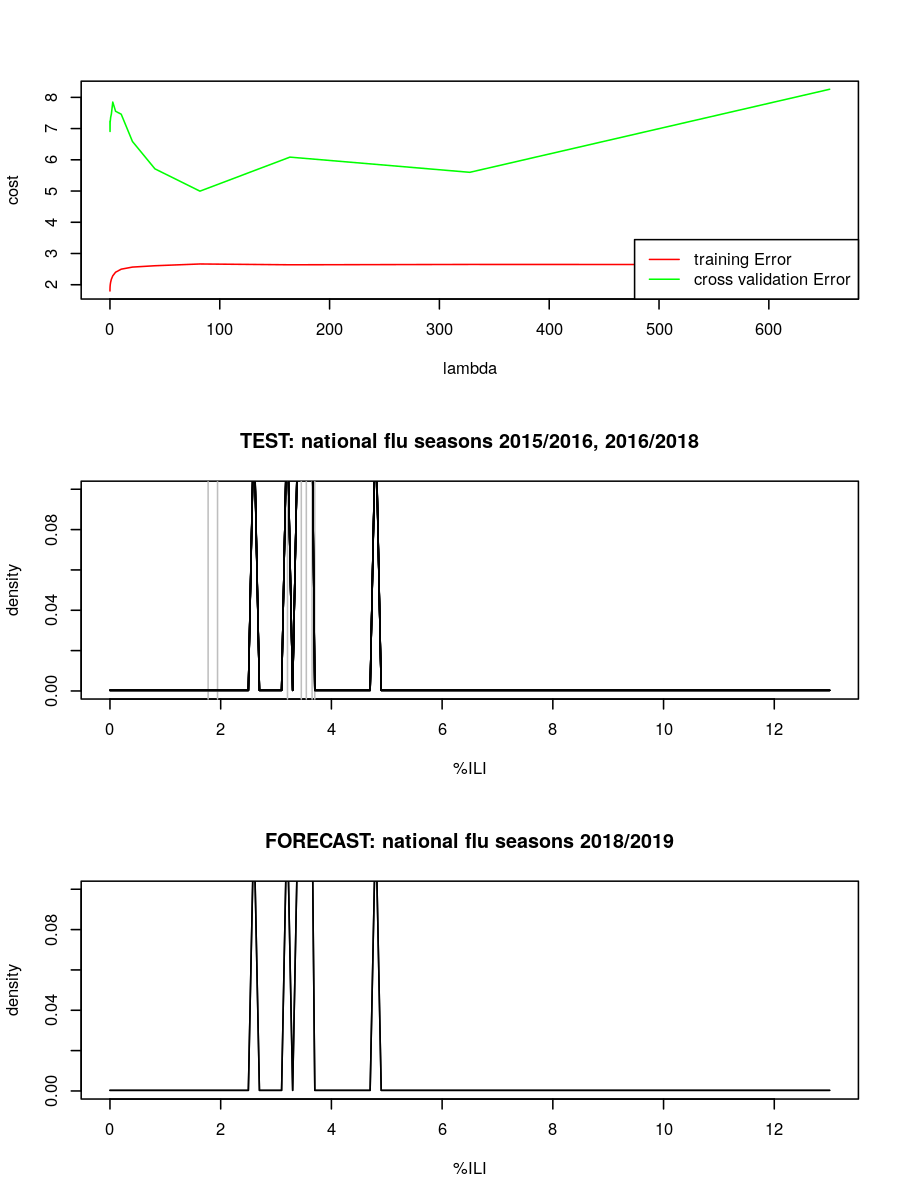 cost
8
7
6
5
4
3
2
training Error
cross validation Error
0 100 200 300 400 500 600
lambda
TEST: national flu seasons 2015/2016, 2016/2018
density
0.08
0.04
0.00
0 2 4 6 8 10 12
%ILI
FORECAST: national flu seasons 2018/2019
density
0.08
0.04
0.00
0 2 4 6 8 10 12
%ILI